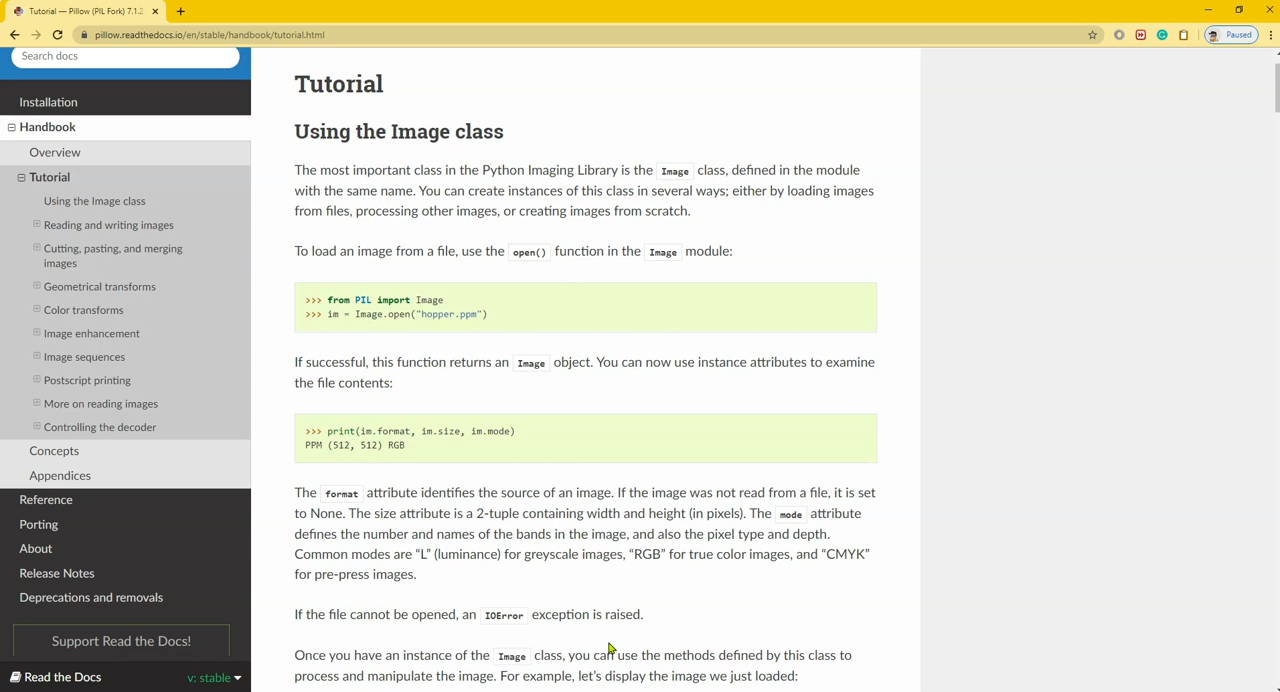 Tutorial — Pillow (PIL Fork) 7.1.2
pillow.readthedocs.io/en/stable/handbook/tutorial.html
Paused
Search docs
Installation
Handbook
Overview
Tutorial
Using the Image class
Reading and writing images
Cutting, pasting, and merging
images
Geometrical transforms
Color transforms
Image enhancement
Image sequences
Postscript printing
More on reading images
Controlling the decoder
Concepts
Appendices
Reference
Porting
About
Release Notes
Deprecations and removals
Support Read the Docs!
Read the Docs
v: stable
Tutorial
Using the Image class
The most important class in the Python Imaging Library is the Image class, defined in the module
with the same name. You can create instances of this class in several ways; either by loading images
from files, processing other images, or creating images from scratch.
To load an image from a file, use the open() function in the Image module:
>>> from PIL import Image
>>> im = Image.open("hopper.ppm")
If successful, this function returns an Image object. You can now use instance attributes to examine
the file contents:
>>> print(im.format, im.size, im.mode)
PPM (512, 512) RGB
The format attribute identifies the source of an image. If the image was not read from a file, it is set
to None. The size attribute is a 2-tuple containing width and height (in pixels). The mode attribute
defines the number and names of the bands in the image, and also the pixel type and depth.
Common modes are “L” (luminance) for greyscale images, “RGB” for true color images, and “CMYK”
for pre-press images.
If the file cannot be opened, an IOError exception is raised.
Once you have an instance of the Image class, you can use the methods defined by this class to
process and manipulate the image. For example, let’s display the image we just loaded: